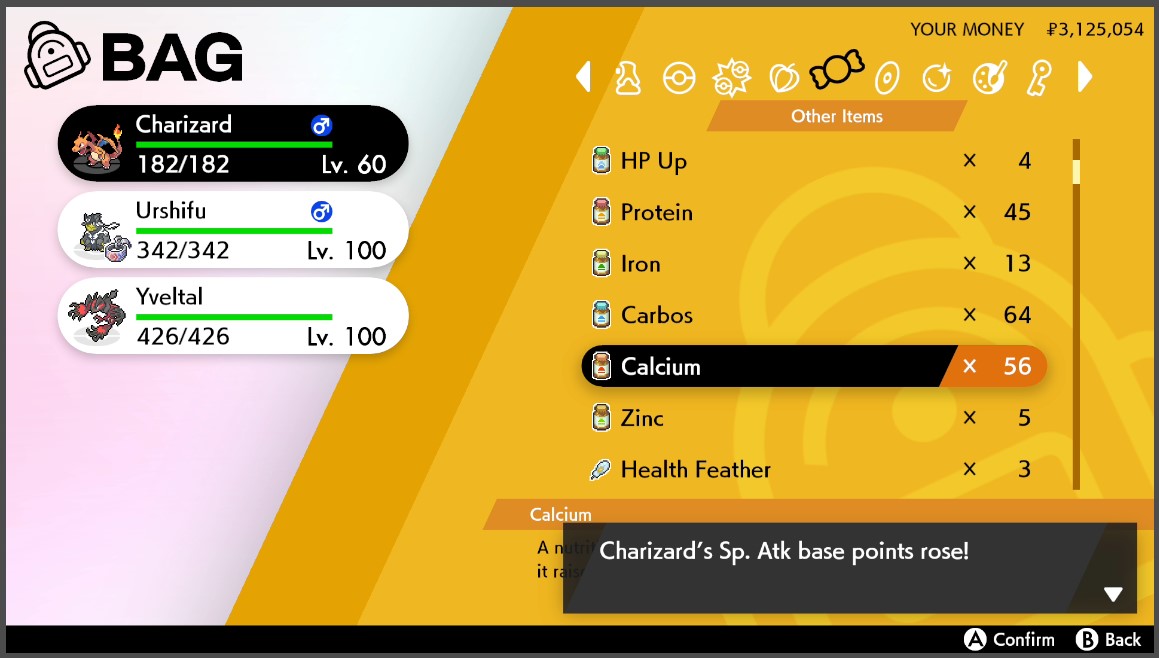 BAG
YOUR MONEY ₽3,125,054
Charizard ♂
182/182 Lv. 60
Urshifu ♂
342/342 Lv. 100
Yveltal
426/426 Lv. 100
Other Items
HP Up × 4
Protein × 45
Iron × 13
Carbos × 64
Calcium × 56
Zinc × 5
Health Feather × 3
Calcium
A
it
Charizard's Sp. Atk base points rose!
A Confirm B Back